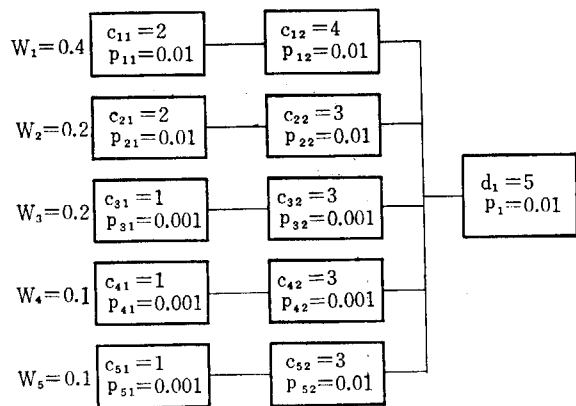 W₁=0.4
c₁₁=2
p₁₁=0.01
c₁₂=4
p₁₂=0.01
W₂=0.2
c₂₁=2
p₂₁=0.01
c₂₂=3
p₂₂=0.01
W₃=0.2
c₃₁=1
p₃₁=0.001
c₃₂=3
p₃₂=0.001
W₄=0.1
c₄₁=1
p₄₁=0.001
c₄₂=3
p₄₂=0.001
W₅=0.1
c₅₁=1
p₅₁=0.001
c₅₂=3
p₅₂=0.01
d₁=5
p₁=0.01